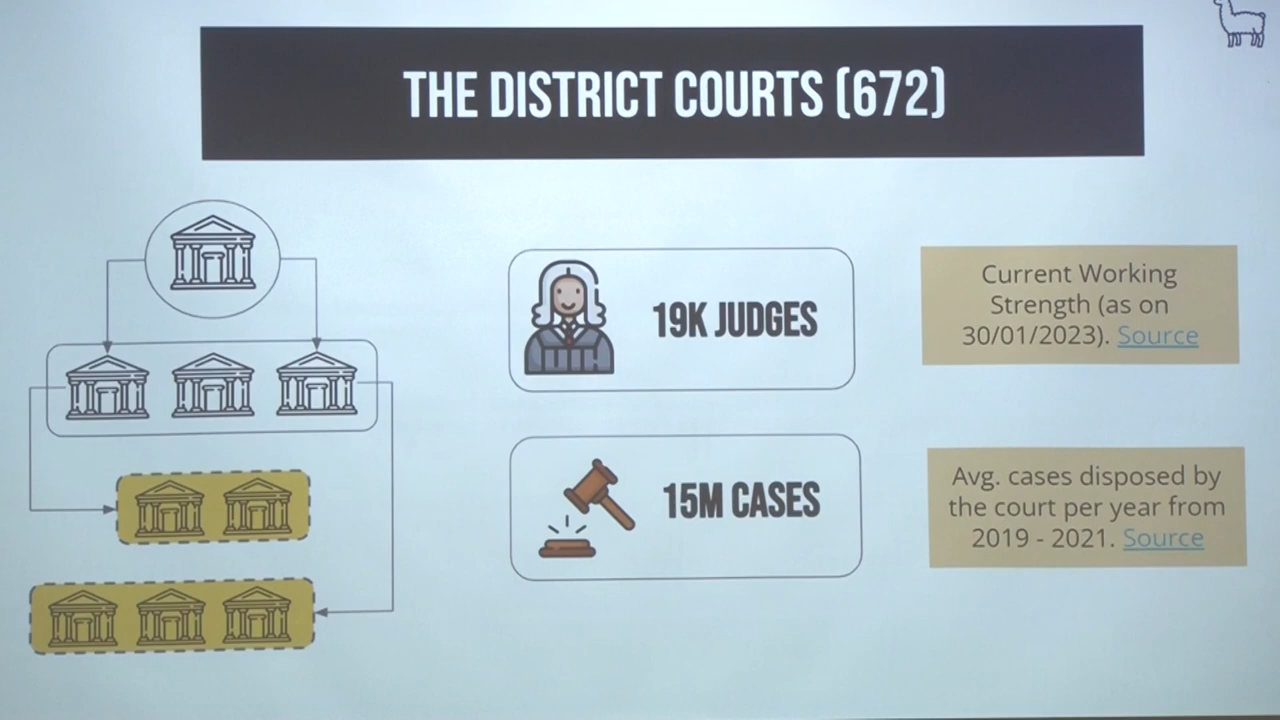 THE DISTRICT COURTS (672)
19K JUDGES
Current Working
Strength (as on
30/01/2023). Source
15M CASES
Avg. cases disposed by
the court per year from
2019 - 2021. Source